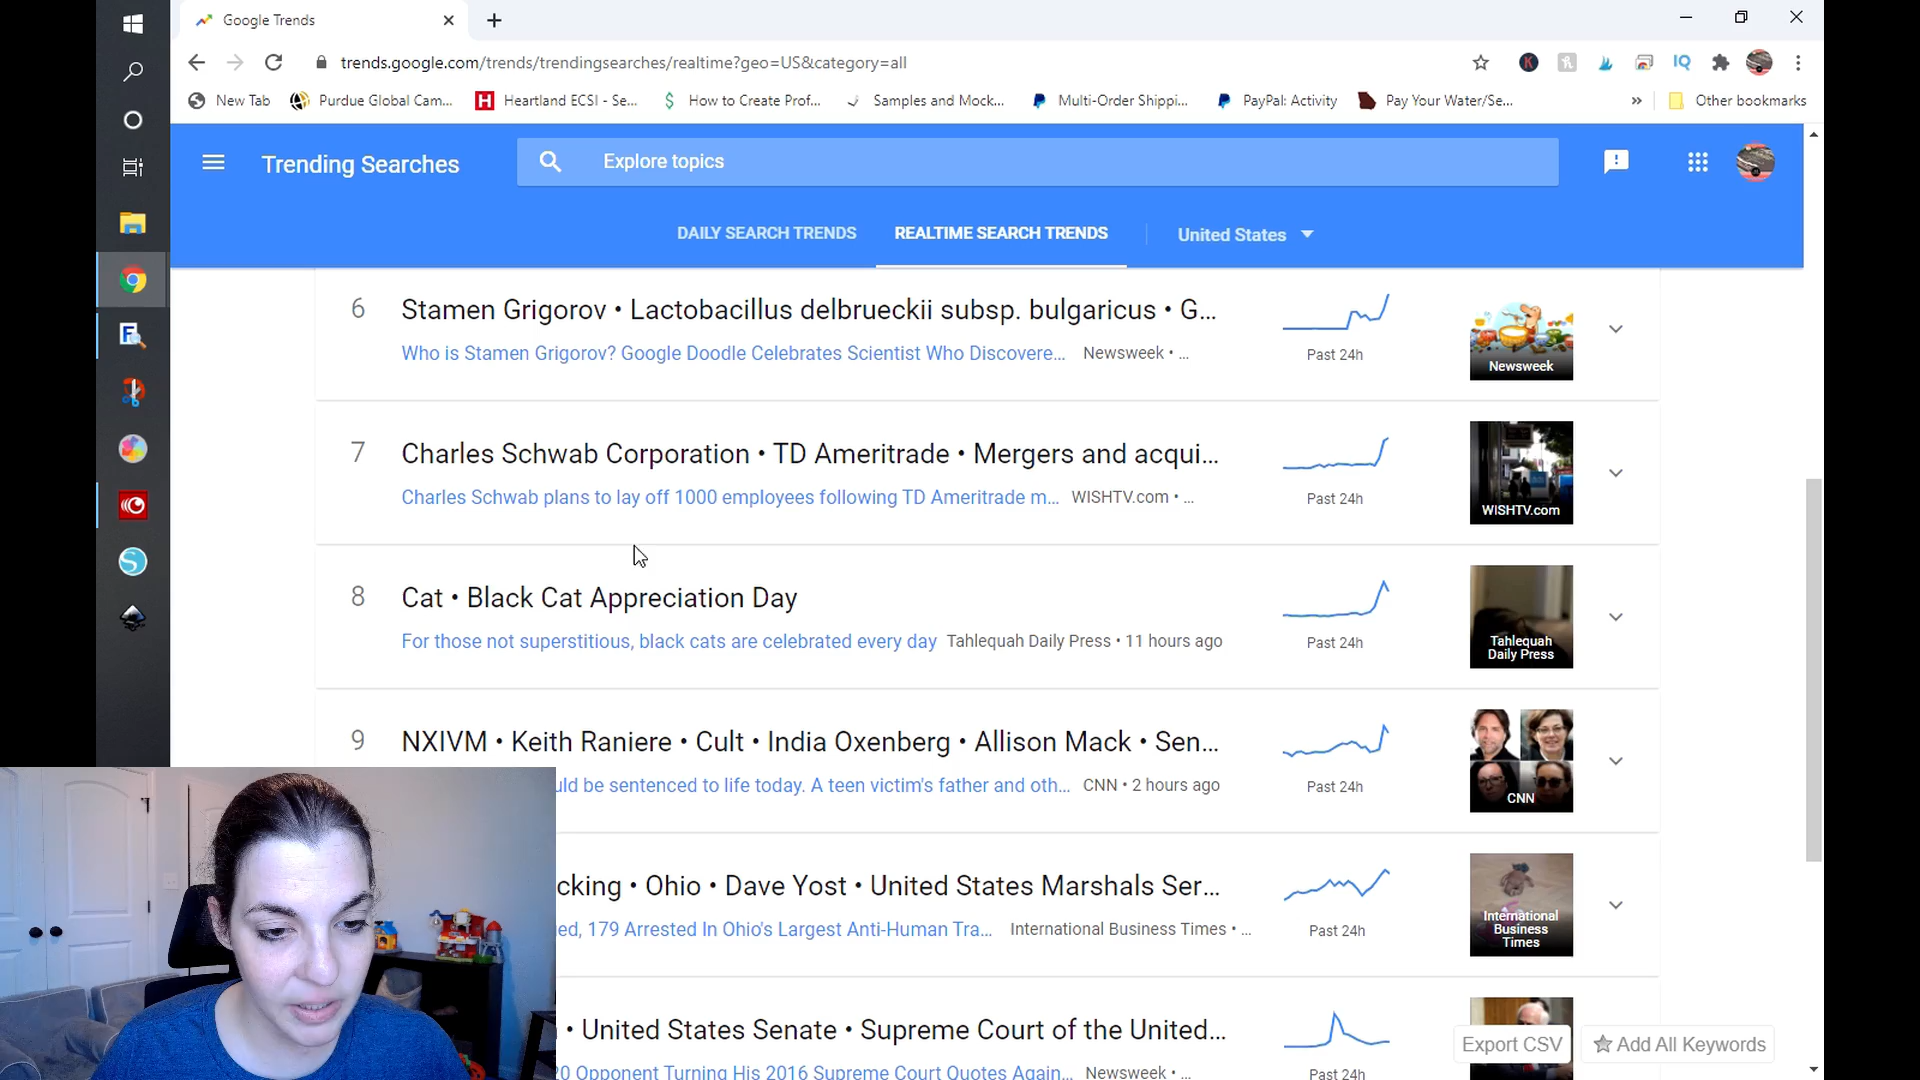 Google Trends
trends.google.com/trends/trendingsearches/realtime?geo=US&category=all
New Tab
Purdue Global Cam...
Heartland ECSI - Se...
How to Create Prof...
Samples and Mock...
Multi-Order Shippi...
PayPal: Activity
Pay Your Water/Se...
Other bookmarks
Trending Searches
Explore topics
DAILY SEARCH TRENDS
REALTIME SEARCH TRENDS
United States
6 Stamen Grigorov • Lactobacillus delbrueckii subsp. bulgaricus • G...
Who is Stamen Grigorov? Google Doodle Celebrates Scientist Who Discovere... Newsweek • ...
Past 24h
Newsweek
7 Charles Schwab Corporation • TD Ameritrade • Mergers and acqui...
Charles Schwab plans to lay off 1000 employees following TD Ameritrade m... WISHTV.com • ...
Past 24h
WISHTV.com
8 Cat • Black Cat Appreciation Day
For those not superstitious, black cats are celebrated every day Tahlequah Daily Press • 11 hours ago
Past 24h
Tahlequah
Daily Press
9 NXIVM • Keith Raniere • Cult • India Oxenberg • Allison Mack • Sen...
uld be sentenced to life today. A teen victim's father and oth... CNN • 2 hours ago
Past 24h
CNN
cking • Ohio • Dave Yost • United States Marshals Ser...
ed, 179 Arrested In Ohio's Largest Anti-Human Tra... International Business Times • ...
Past 24h
International
Business
Times
• United States Senate • Supreme Court of the United...
20 Opponent Turning His 2016 Supreme Court Quotes Again... Newsweek • ...
Past 24h
Export CSV
Add All Keywords